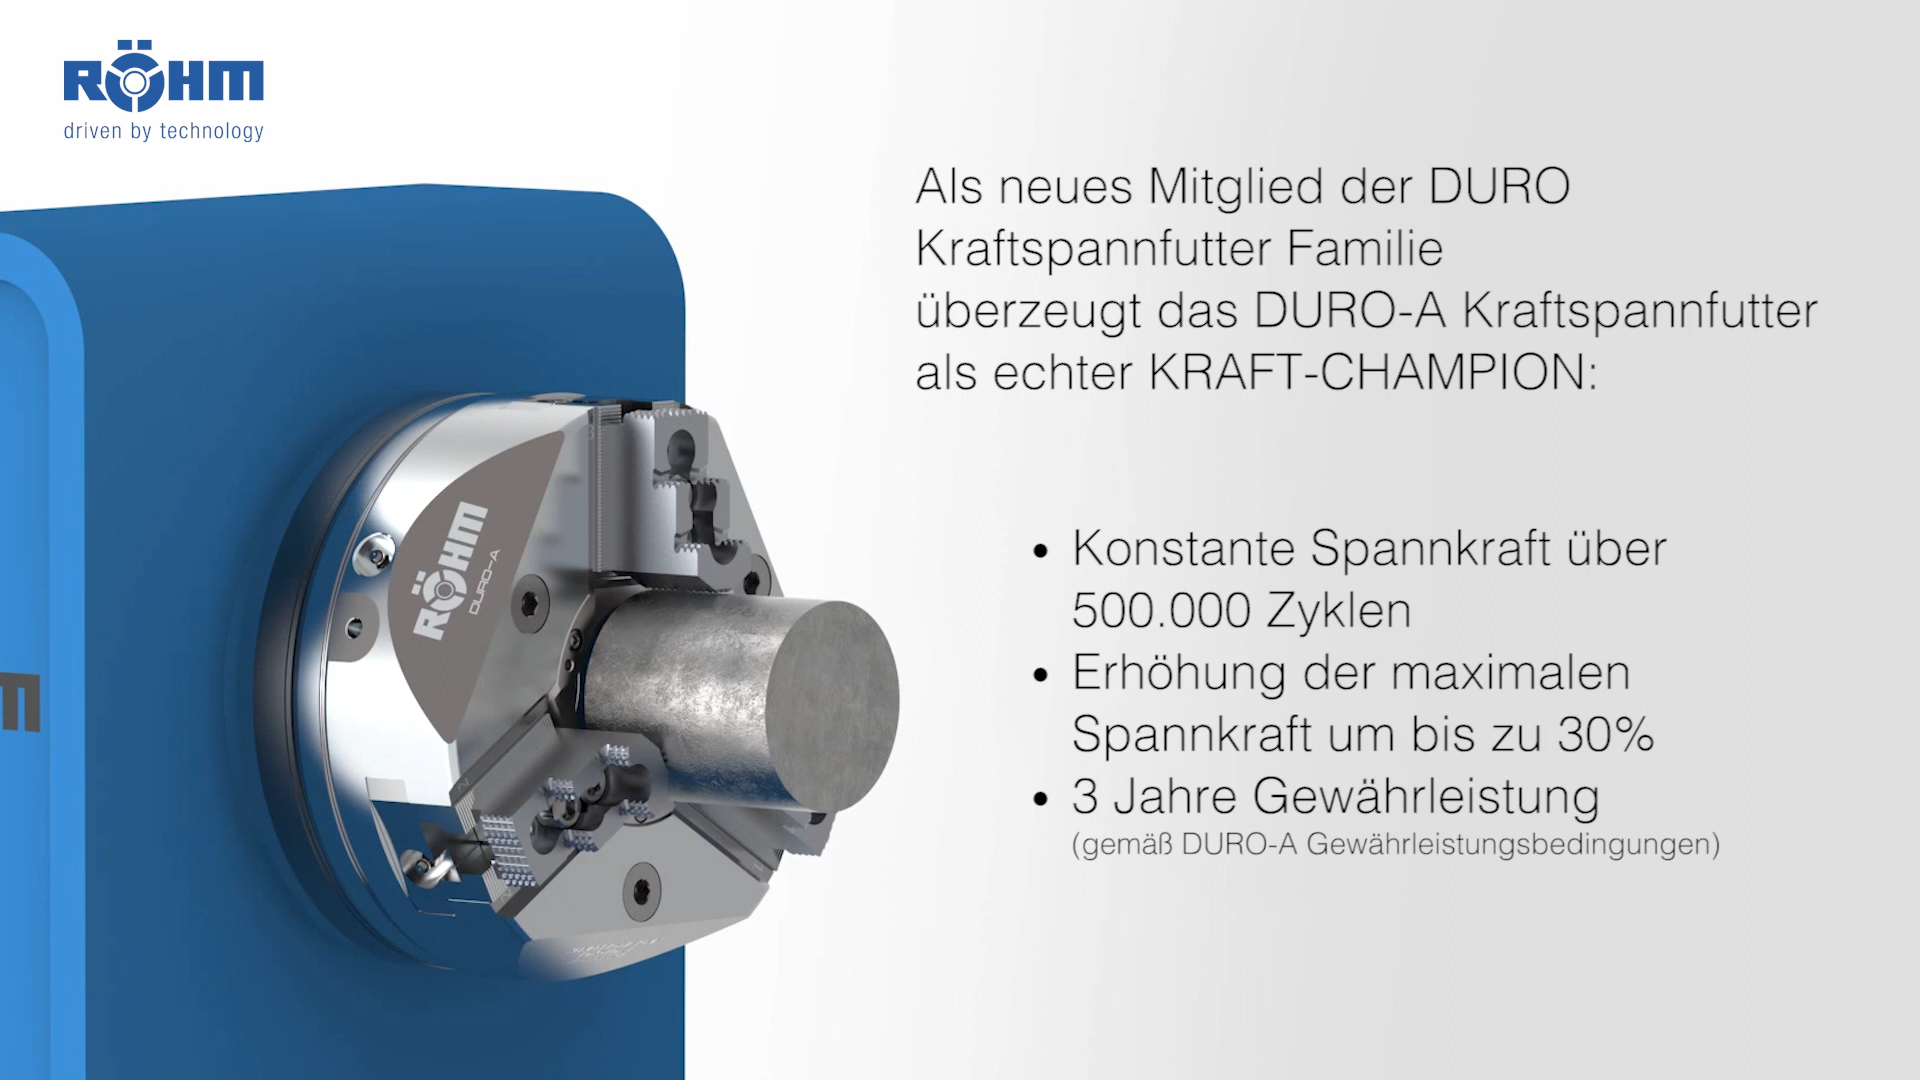 RÖHM
driven by technology
Als neues Mitglied der DURO
Kraftspannfutter Familie
überzeugt das DURO-A Kraftspannfutter
als echter KRAFT-CHAMPION:
RÖHM
DURO-A
• Konstante Spannkraft über
500.000 Zyklen
• Erhöhung der maximalen
Spannkraft um bis zu 30%
• 3 Jahre Gewährleistung
(gemäß DURO-A Gewährleistungsbedingungen)